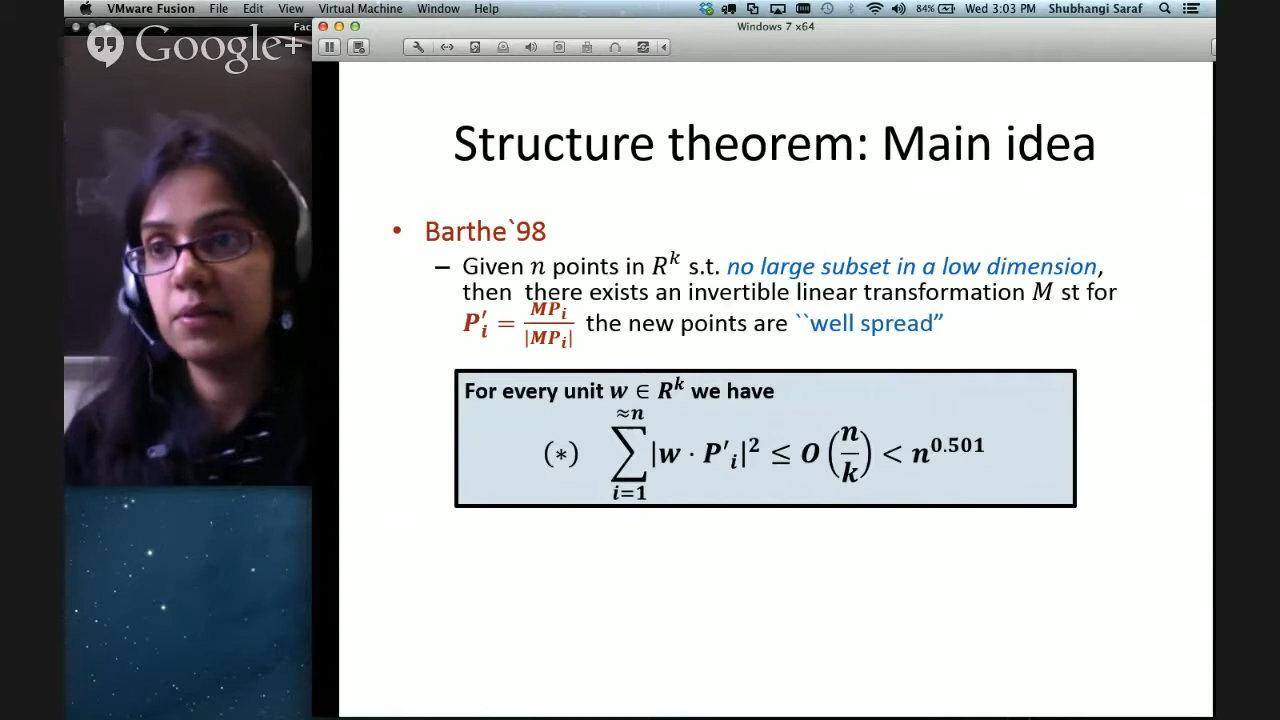 VMware Fusion File Edit View Virtual Machine Window Help 84% Wed 3:03 PM Shubhangi Saraf
Fac
Windows 7 x64
Google+
Structure theorem: Main idea
• Barthe`98
– Given n points in R^k s.t. no large subset in a low dimension,
then there exists an invertible linear transformation M st for
P'_i = MP_i / |MP_i| the new points are ``well spread”
For every unit w ∈ R^k we have
(∗) ∑_{i=1}^{≈n} |w · P'_i|^2 ≤ O(n/k) < n^{0.501}